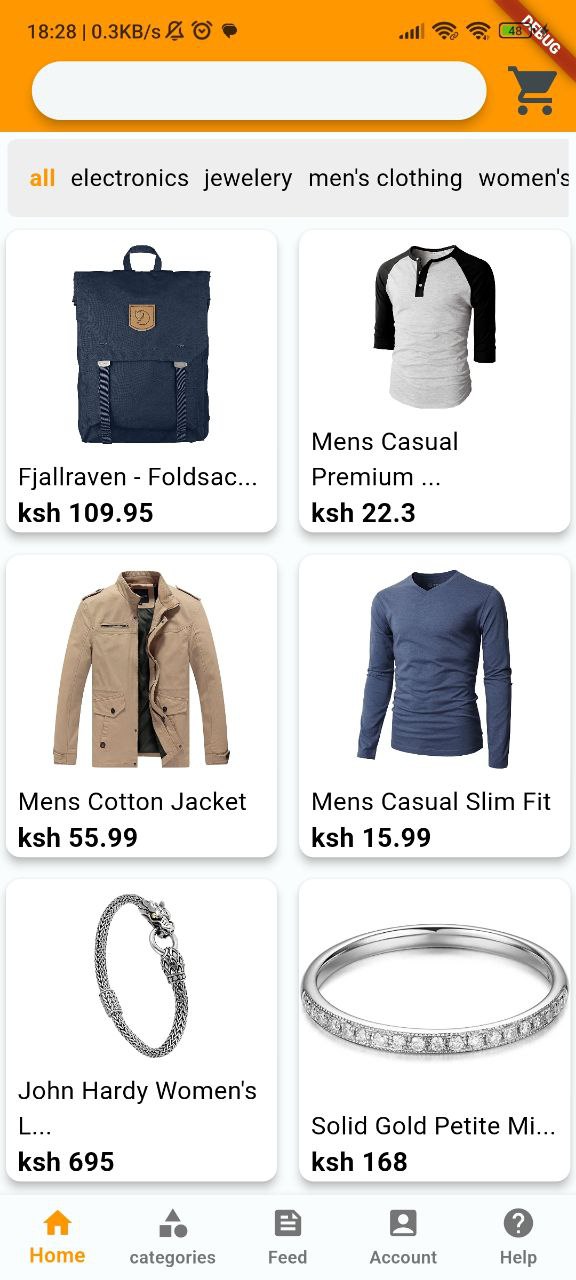 18:28 | 0.3KB/s
48
DEBUG
all electronics jewelery men's clothing women's
Fjallraven - Foldsac...
ksh 109.95
Mens Casual
Premium ...
ksh 22.3
Mens Cotton Jacket
ksh 55.99
Mens Casual Slim Fit
ksh 15.99
John Hardy Women's
L...
ksh 695
Solid Gold Petite Mi...
ksh 168
Home
categories
Feed
Account
Help